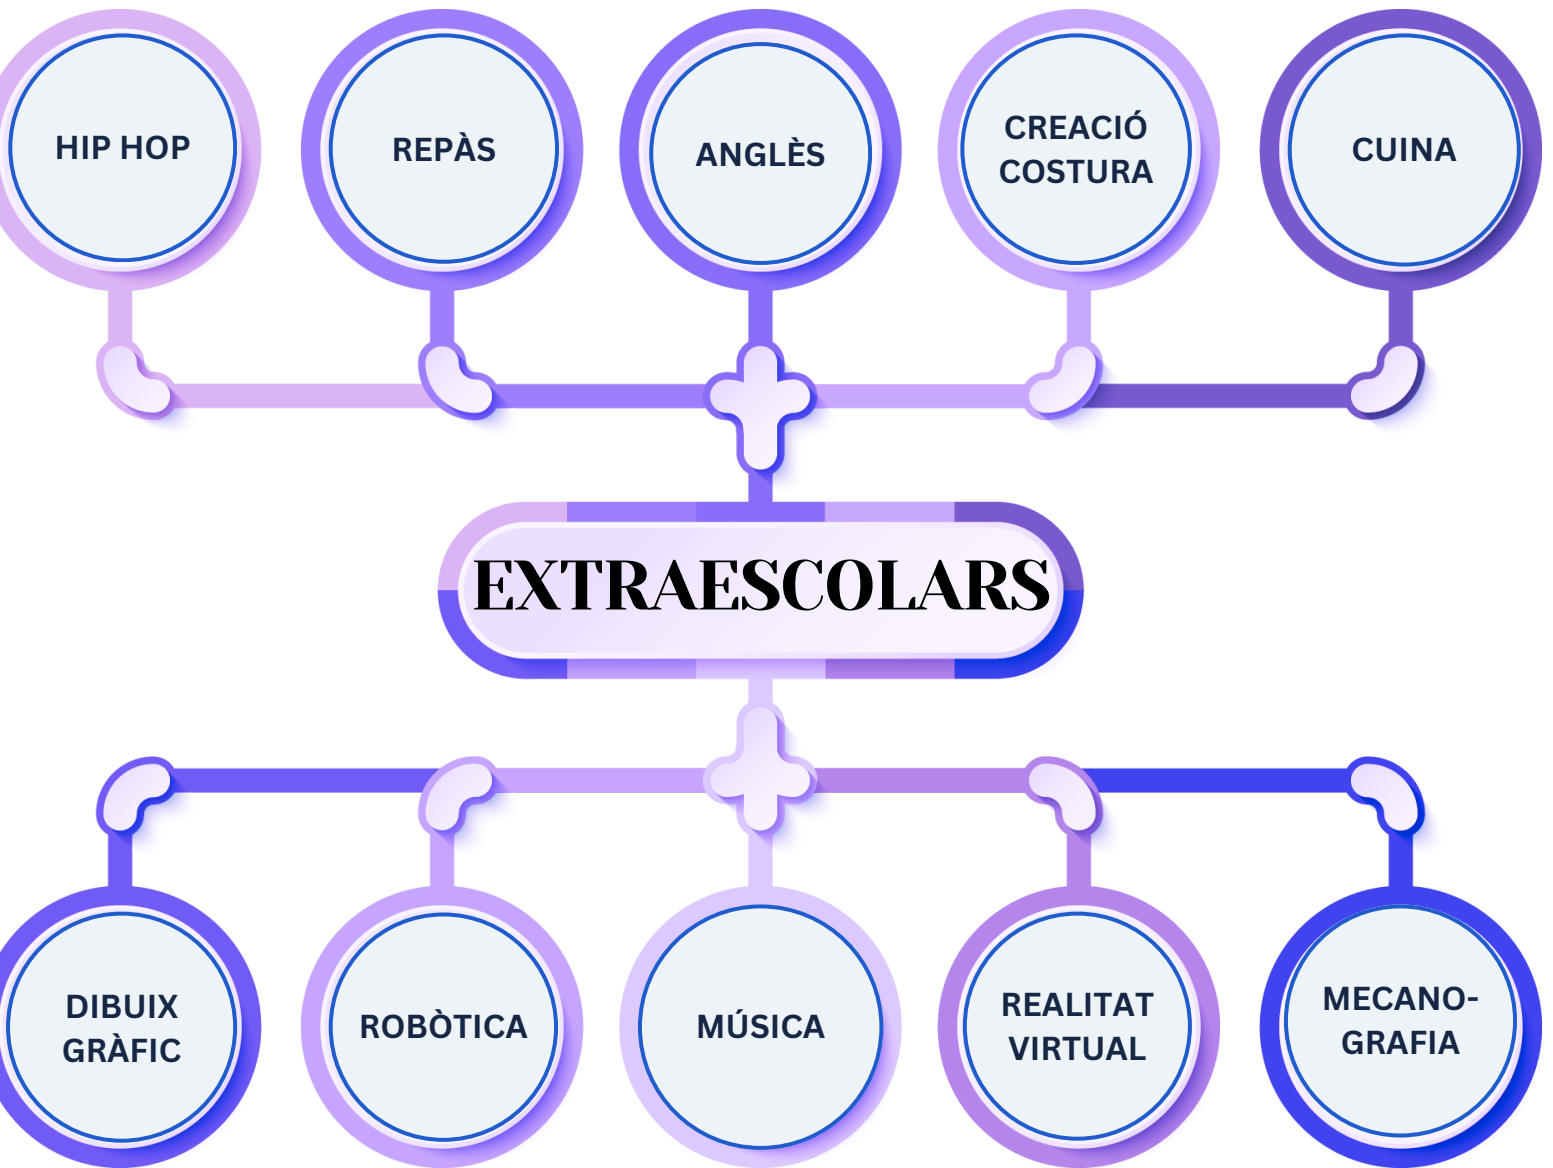 HIP HOP
REPÀS
ANGLÈS
CREACIÓ
COSTURA
CUINA
EXTRAESCOLARS
DIBUIX
GRÀFIC
ROBÒTICA
MÚSICA
REALITAT
VIRTUAL
MECANO-
GRAFIA